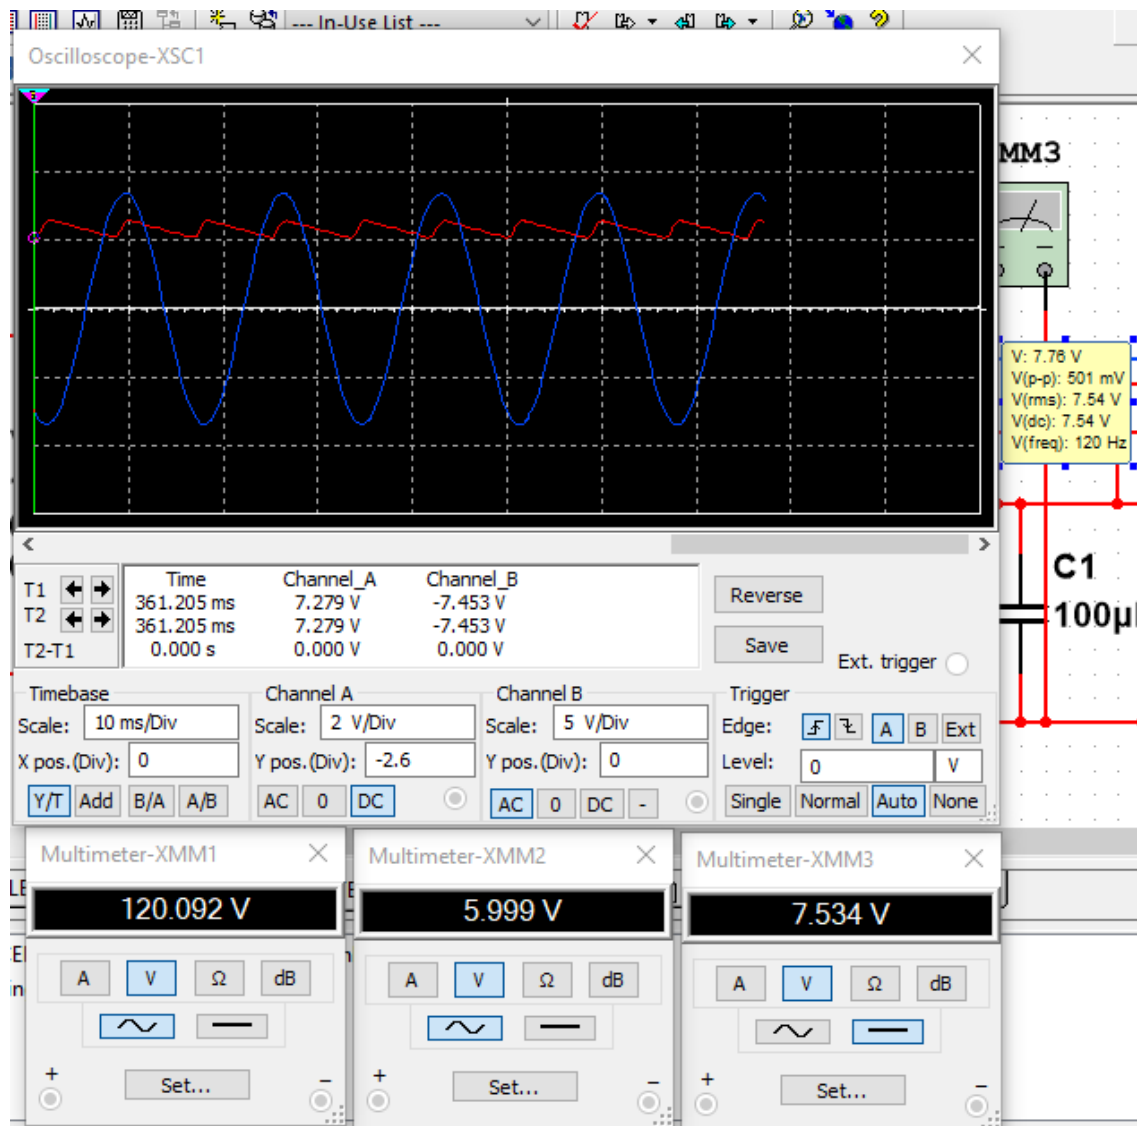 --- In-Use List ---
Oscilloscope-XSC1
MM3
V: 7.76 V
V(p-p): 501 mV
V(rms): 7.54 V
V(dc): 7.54 V
V(freq): 120 Hz
C1
100µ
Time Channel_A Channel_B
T1 361.205 ms 7.279 V -7.453 V
T2 361.205 ms 7.279 V -7.453 V
T2-T1 0.000 s 0.000 V 0.000 V
Reverse
Save
Ext. trigger
Timebase
Scale: 10 ms/Div
X pos.(Div): 0
Y/T Add B/A A/B
Channel A
Scale: 2 V/Div
Y pos.(Div): -2.6
AC 0 DC
Channel B
Scale: 5 V/Div
Y pos.(Div): 0
AC 0 DC -
Trigger
Edge: A B Ext
Level: 0 V
Single Normal Auto None
Multimeter-XMM1
120.092 V
A V Ω dB
+ Set... −
Multimeter-XMM2
5.999 V
A V Ω dB
+ Set... −
Multimeter-XMM3
7.534 V
A V Ω dB
+ Set... −